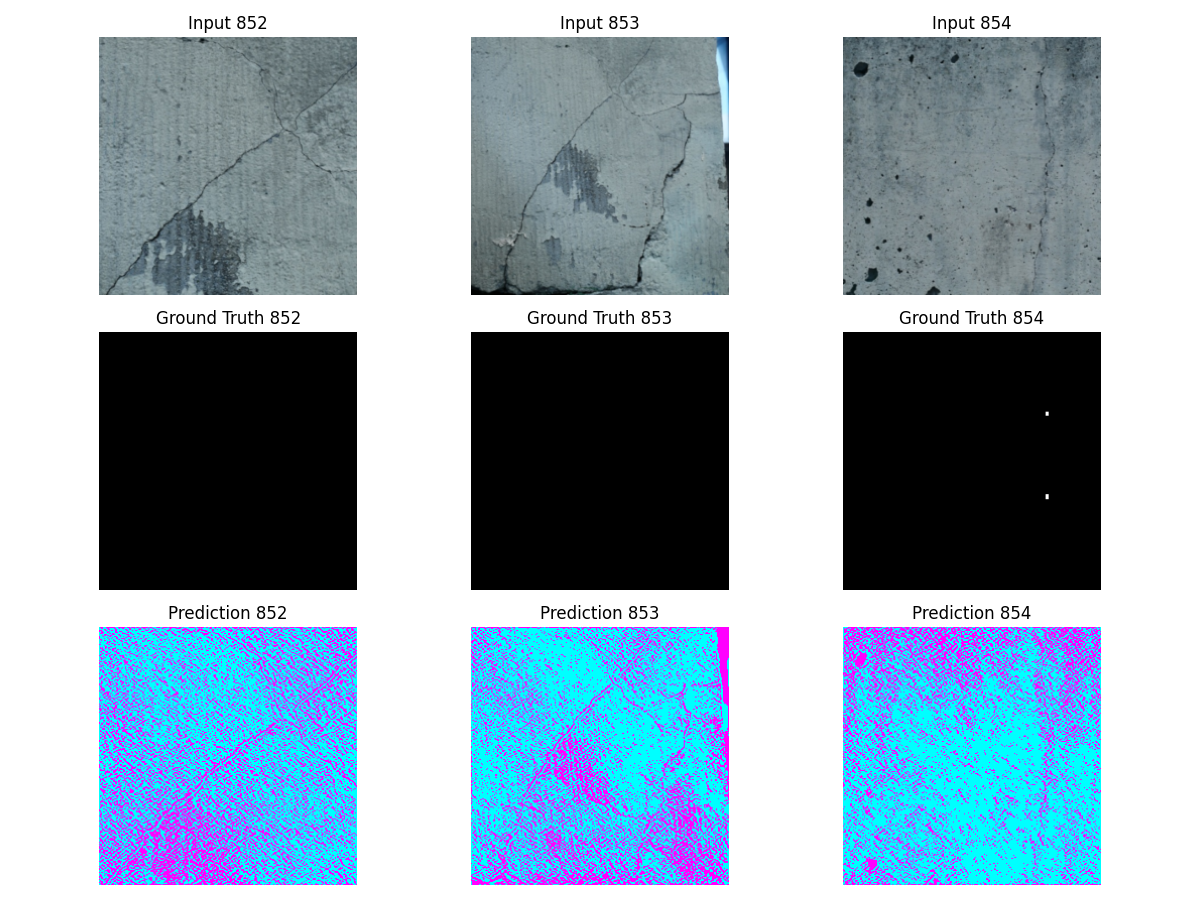 Input 852
Input 853
Input 854
Ground Truth 852
Ground Truth 853
Ground Truth 854
Prediction 852
Prediction 853
Prediction 854